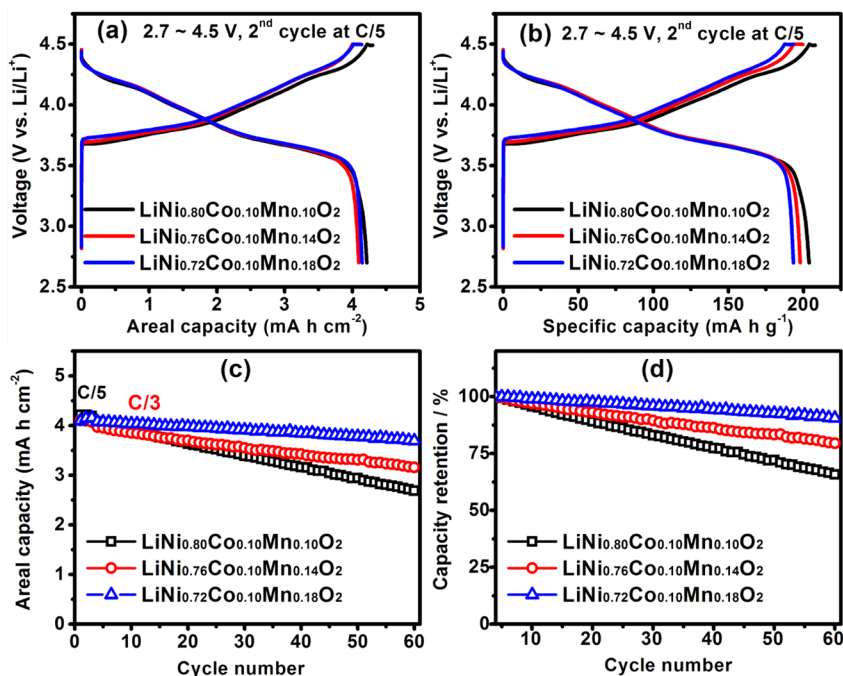 (a) 2.7 ~ 4.5 V, 2nd cycle at C/5
4.5
4.0
3.5
3.0
2.5
Voltage (V vs. Li/Li+)
LiNi0.80Co0.10Mn0.10O2
LiNi0.76Co0.10Mn0.14O2
LiNi0.72Co0.10Mn0.18O2
0 1 2 3 4 5
Areal capacity (mA h cm-2)
(b) 2.7 ~ 4.5 V, 2nd cycle at C/5
4.5
4.0
3.5
3.0
2.5
Voltage (V vs. Li/Li+)
LiNi0.80Co0.10Mn0.10O2
LiNi0.76Co0.10Mn0.14O2
LiNi0.72Co0.10Mn0.18O2
0 50 100 150 200
Specific capacity (mA h g-1)
(c)
C/5
C/3
5
4
3
2
1
0
Areal capacity (mA h cm-2)
LiNi0.80Co0.10Mn0.10O2
LiNi0.76Co0.10Mn0.14O2
LiNi0.72Co0.10Mn0.18O2
0 10 20 30 40 50 60
Cycle number
(d)
100
75
50
25
0
Capacity retention / %
LiNi0.80Co0.10Mn0.10O2
LiNi0.76Co0.10Mn0.14O2
LiNi0.72Co0.10Mn0.18O2
10 20 30 40 50 60
Cycle number